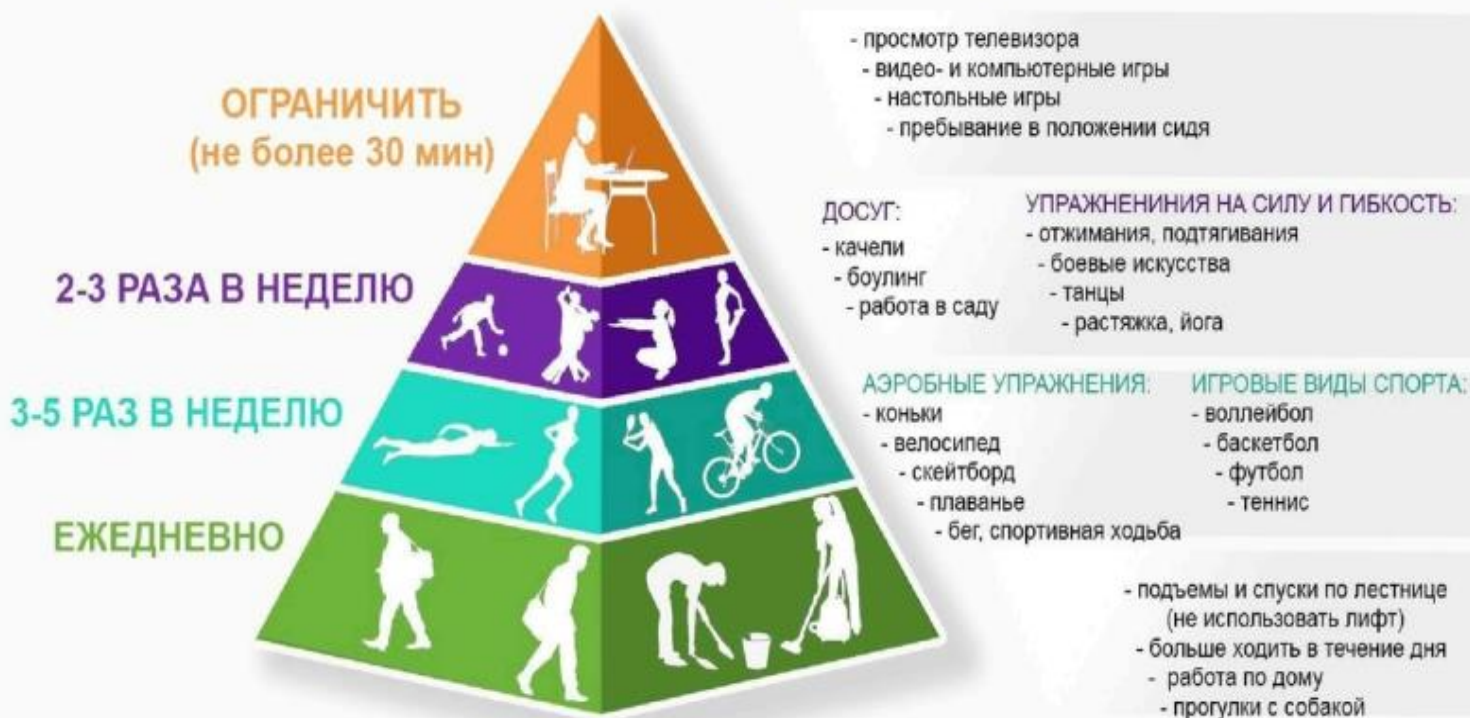 ОГРАНИЧИТЬ
(не более 30 мин)
- просмотр телевизора
- видео- и компьютерные игры
- настольные игры
- пребывание в положении сидя
2-3 РАЗА В НЕДЕЛЮ
ДОСУГ:
- качели
- боулинг
- работа в саду
УПРАЖНЕНИНИЯ НА СИЛУ И ГИБКОСТЬ:
- отжимания, подтягивания
- боевые искусства
- танцы
- растяжка, йога
3-5 РАЗ В НЕДЕЛЮ
АЭРОБНЫЕ УПРАЖНЕНИЯ:
- коньки
- велосипед
- скейтборд
- плаванье
- бег, спортивная ходьба
ИГРОВЫЕ ВИДЫ СПОРТА:
- воллейбол
- баскетбол
- футбол
- теннис
ЕЖЕДНЕВНО
- подъемы и спуски по лестнице
(не использовать лифт)
- больше ходить в течение дня
- работа по дому
- прогулки с собакой